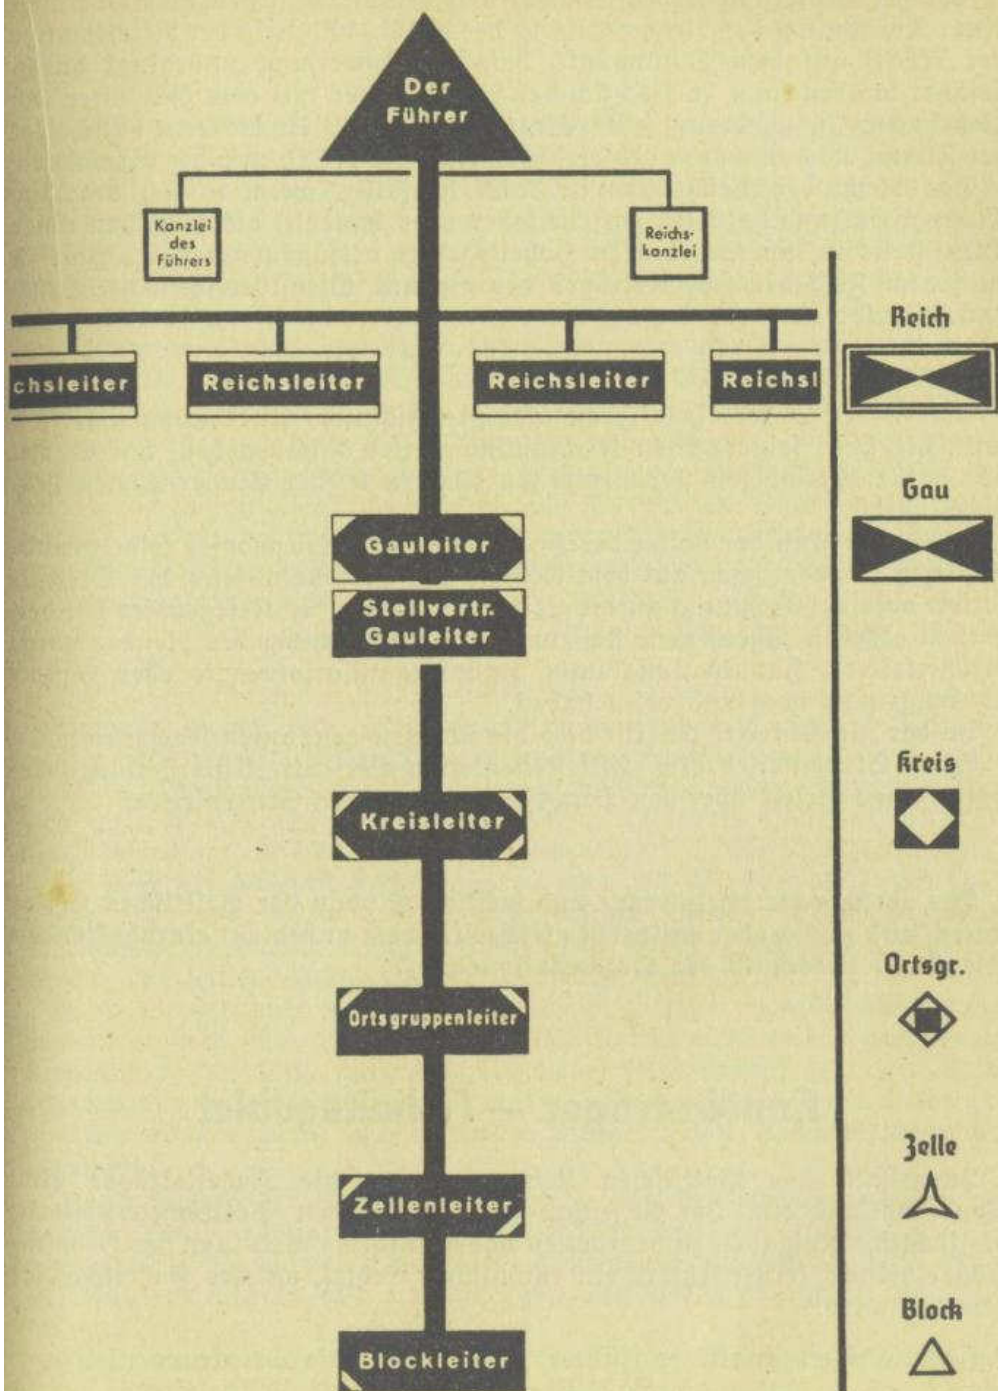 Der
Führer
Kanzlei
des
Führers
Reichs-
kanzlei
chsleiter
Reichsleiter
Reichsleiter
Reichsl
Reich
Gau
Gauleiter
Stellvertr.
Gauleiter
Kreis
Kreisleiter
Ortsgr.
Ortsgruppenleiter
Zelle
Zellenleiter
Block
Blockleiter